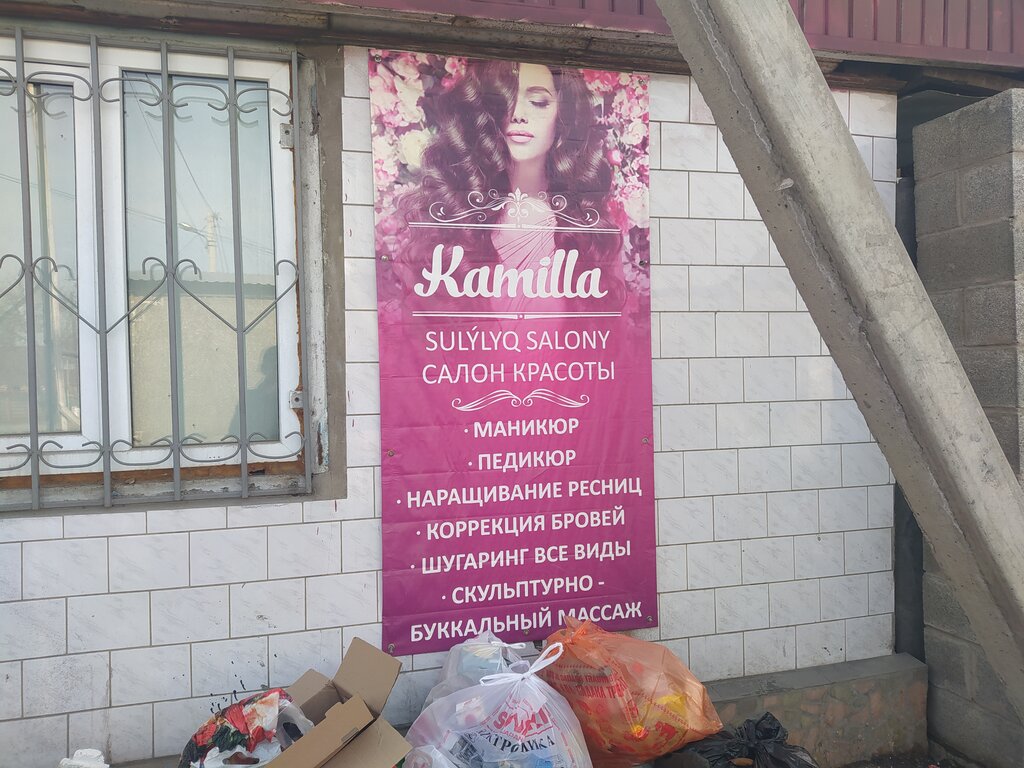 Kamilla
SULÝLYQ SALONY
САЛОН КРАСОТЫ
· МАНИКЮР
· ПЕДИКЮР
· НАРАЩИВАНИЕ РЕСНИЦ
· КОРРЕКЦИЯ БРОВЕЙ
· ШУГАРИНГ ВСЕ ВИДЫ
· СКУЛЬПТУРНО -
БУККАЛЬНЫЙ МАССАЖ